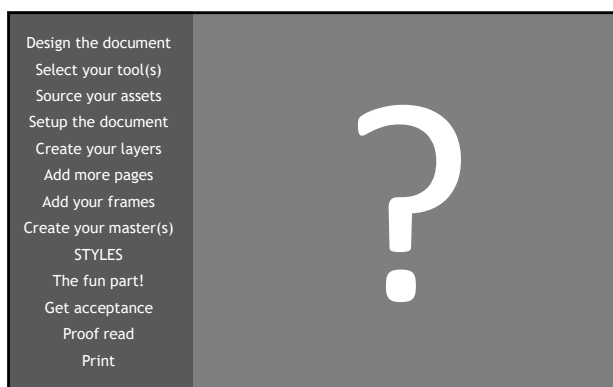 Design the document
Select your tool(s)
Source your assets
Setup the document
Create your layers
Add more pages
Add your frames
Create your master(s)
STYLES
The fun part!
Get acceptance
Proof read
Print
?